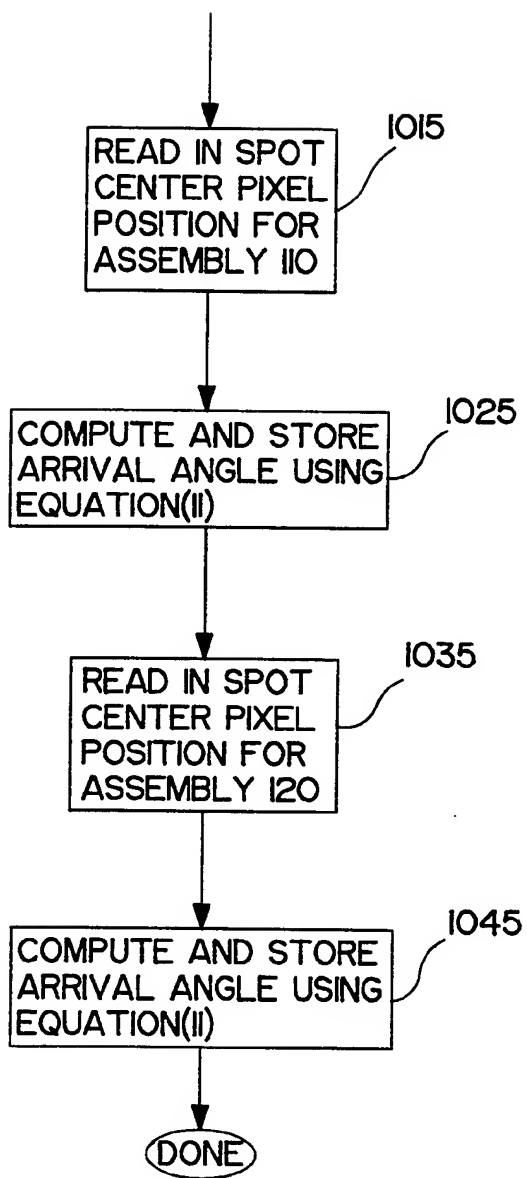 1015
READ IN SPOT
CENTER PIXEL
POSITION FOR
ASSEMBLY 110
1025
COMPUTE AND STORE
ARRIVAL ANGLE USING
EQUATION(11)
1035
READ IN SPOT
CENTER PIXEL
POSITION FOR
ASSEMBLY 120
1045
COMPUTE AND STORE
ARRIVAL ANGLE USING
EQUATION(11)
DONE